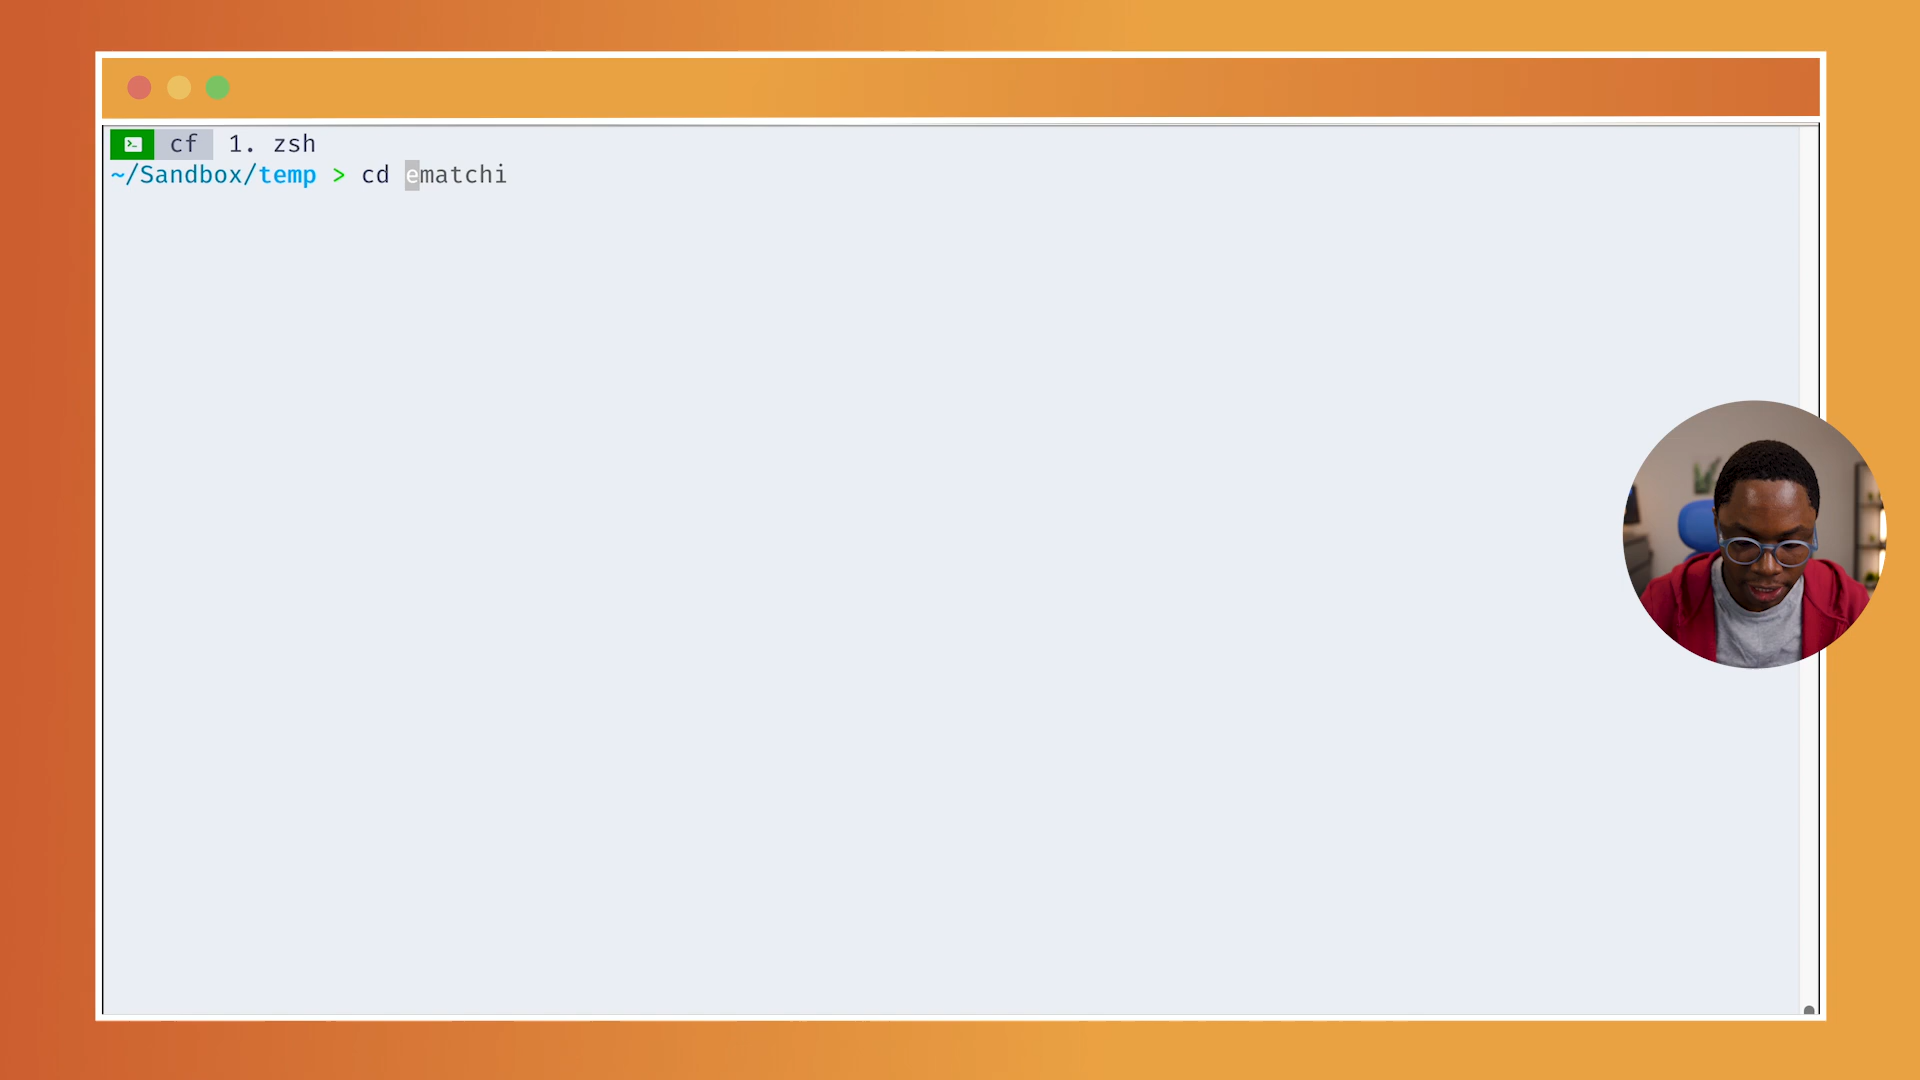 cf 1. zsh
~/Sandbox/temp > cd ematchi